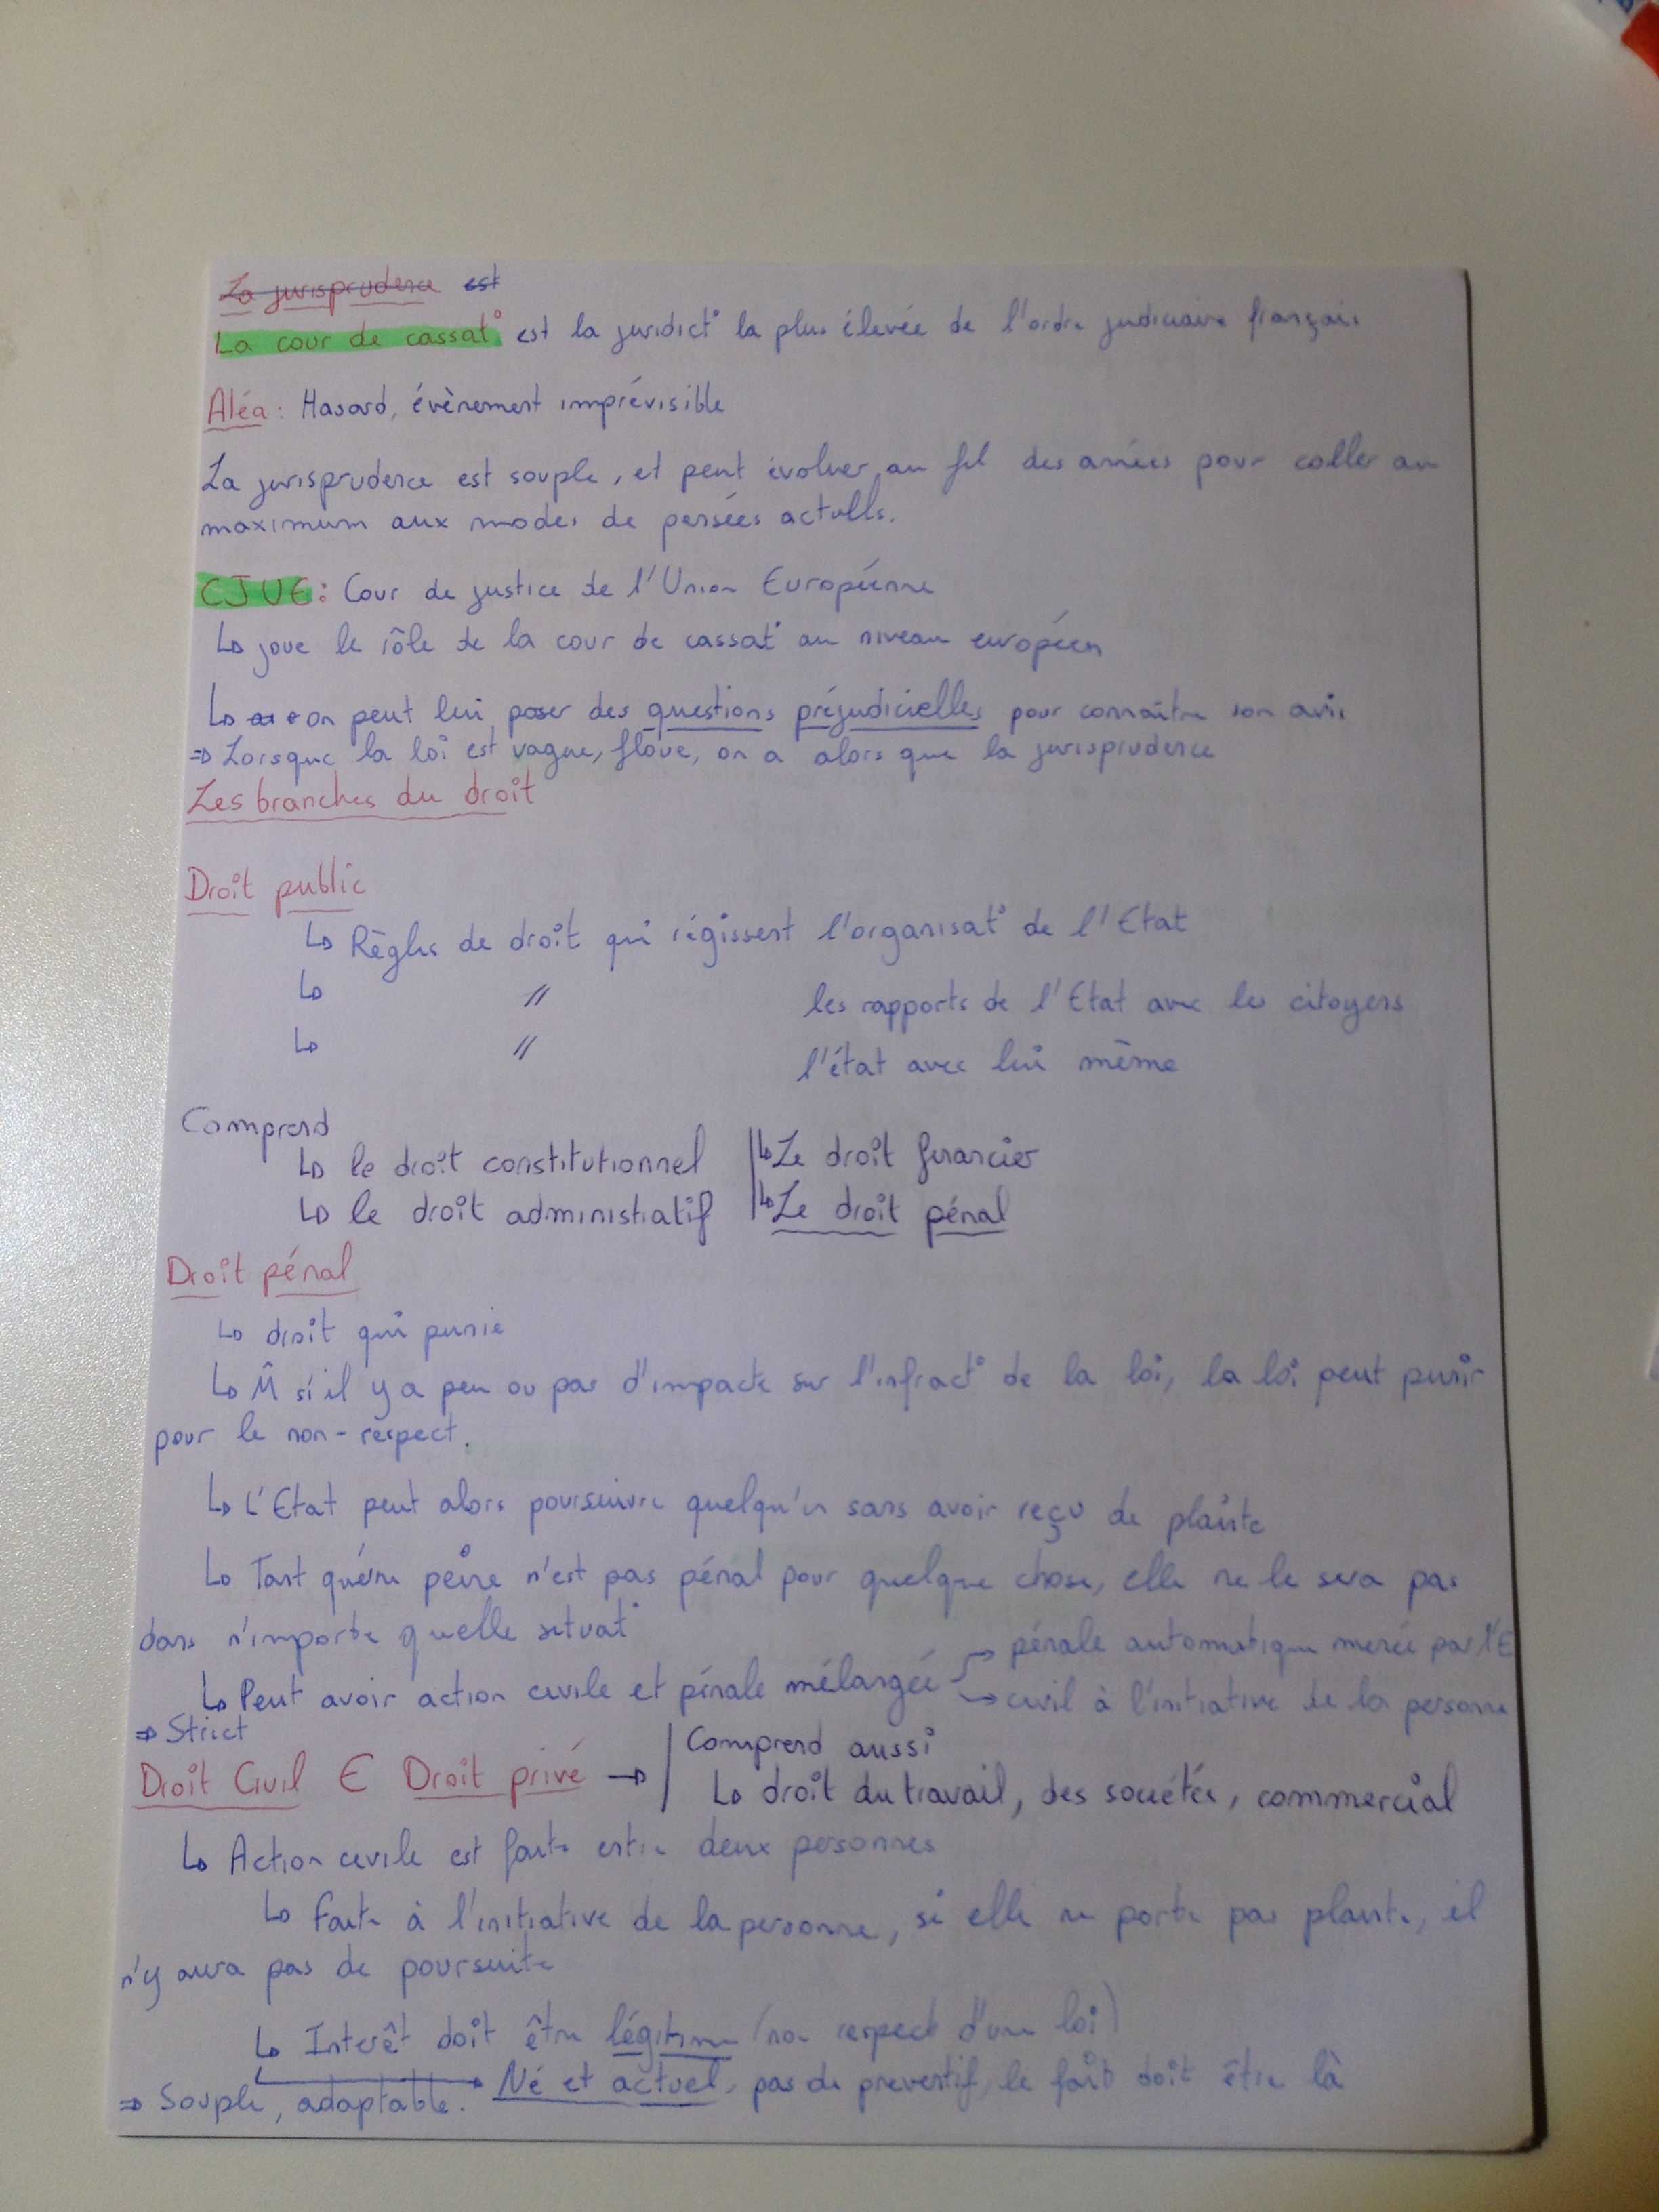 La jurisprudence est
La cour de cassat° est la juridict° la plus élevée de l'ordre judiciaire français
Aléa : Hasard, évènement imprévisible
La jurisprudence est souple, et peut évoluer au fil des années pour coller au
maximum aux modes de pensées actuells.
CJUE : Cour de justice de l'Union Européenne
↳ joue le rôle de la cour de cassat° au niveau européen
↳ on peut lui poser des questions préjudicielles pour connaître son avis
⇒ Lorsque la loi est vague, floue, on a alors que la jurisprudence
Les branches du droit
Droit public
↳ Règles de droit qui régissent l'organisat° de l'Etat
↳ // les rapports de l'Etat avec les citoyens
↳ // l'état avec lui même
Comprend
↳ le droit constitutionnel | ↳ Le droit financier
↳ le droit administratif | ↳ Le droit pénal
Droit pénal
↳ droit qui punie
↳ M̂ si il y a peu ou pas d'impacte sur l'infract° de la loi, la loi peut punir
pour le non-respect.
↳ L'Etat peut alors poursuivre quelqu'un sans avoir reçu de plainte
↳ Tant qu'une peine n'est pas pénal pour quelque chose, elle ne le sera pas
dans n'importe quelle situat°
→ pénale automatique menée par l'E
↳ Peut avoir action civile et pénale mélangée → civil à l'initiative de la personne
⇒ Strict
Comprend aussi
Droit Civil ∈ Droit privé → | ↳ droit du travail, des sociétés, commercial
↳ Action civile est faite entre deux personnes
↳ Faite à l'initiative de la personne, si elle ne porte pas plainte, il
n'y aura pas de poursuite
↳ Interêt doit être légitime (non respect d'une loi)
→ Né et actuel, pas de preventif, le fait doit être là
⇒ Souple, adaptable.